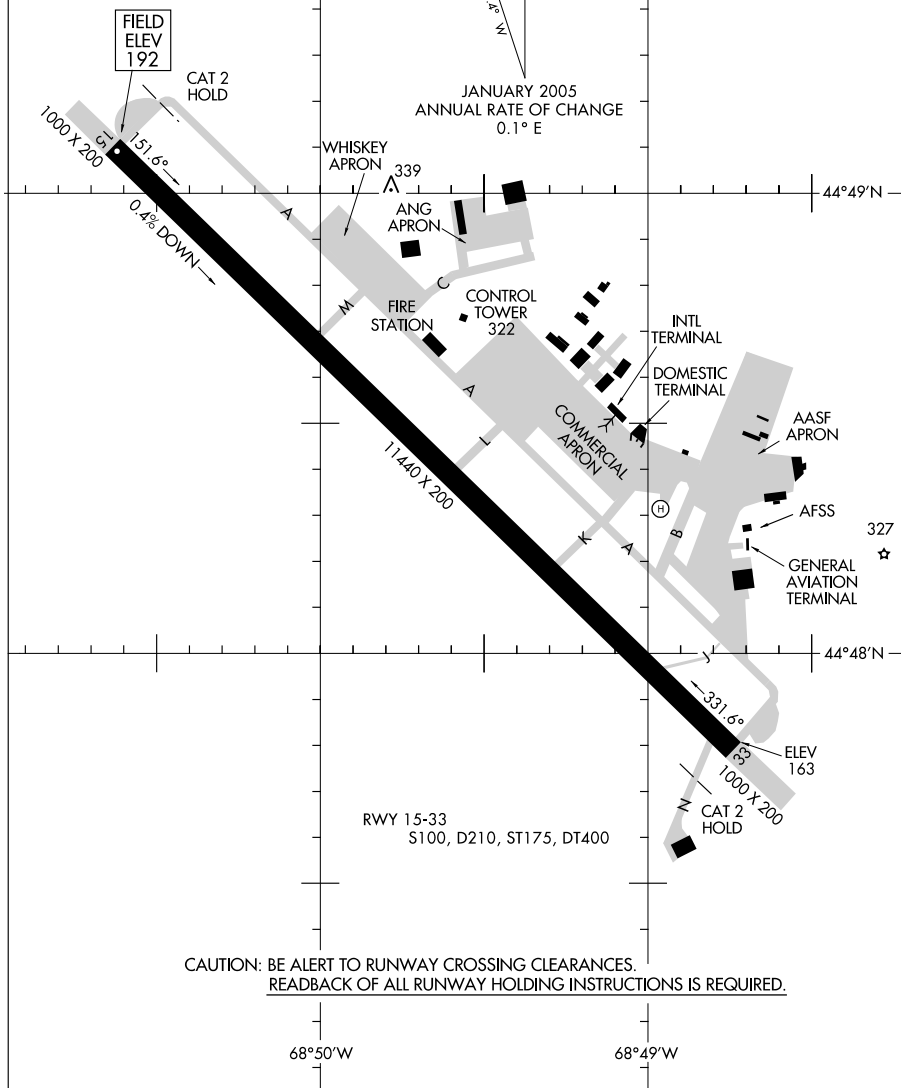 .4° W
FIELD
ELEV
192
CAT 2
HOLD
JANUARY 2005
ANNUAL RATE OF CHANGE
0.1° E
1000 X 200
15
151.6°
WHISKEY
APRON
339
44°49'N
A
ANG
APRON
0.4% DOWN
C
M
CONTROL
TOWER
322
FIRE
STATION
INTL
TERMINAL
DOMESTIC
TERMINAL
A
COMMERCIAL
APRON
AASF
APRON
L
11440 X 200
H
AFSS
327
K
A
B
GENERAL
AVIATION
TERMINAL
44°48'N
J
331.6°
33
ELEV
163
1000 X 200
N
CAT 2
HOLD
RWY 15-33
S100, D210, ST175, DT400
CAUTION: BE ALERT TO RUNWAY CROSSING CLEARANCES.
READBACK OF ALL RUNWAY HOLDING INSTRUCTIONS IS REQUIRED.
68°50'W
68°49'W